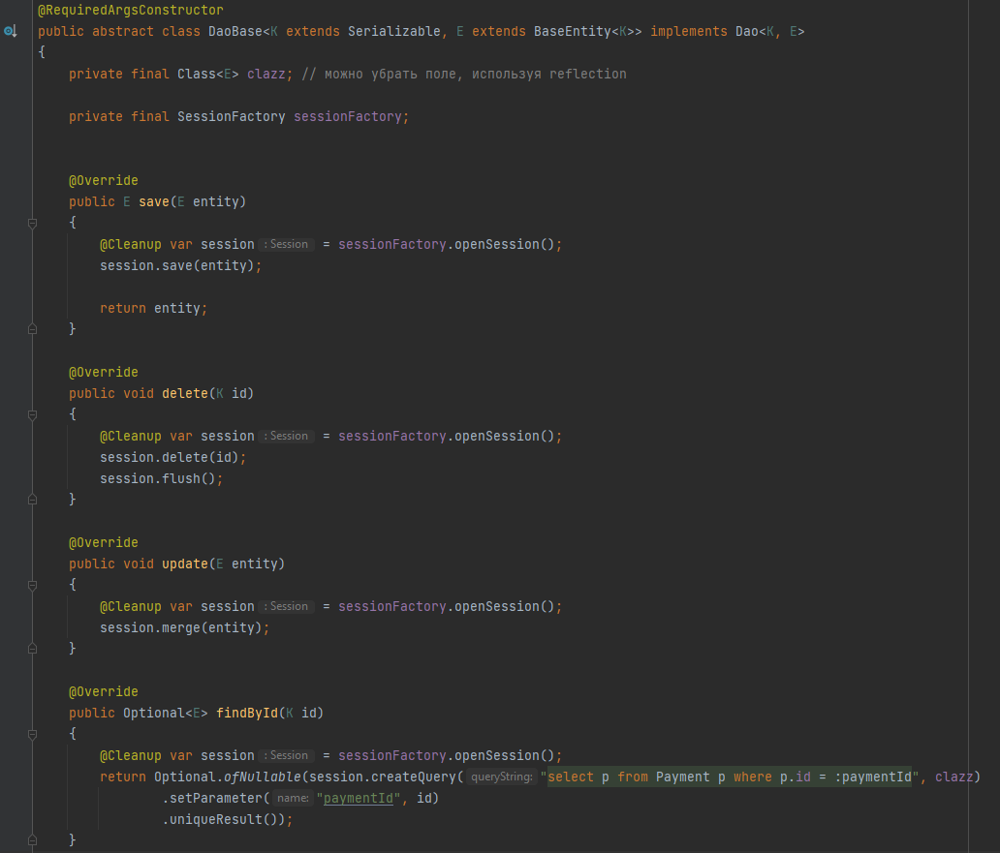 @RequiredArgsConstructor
public abstract class DaoBase<K extends Serializable, E extends BaseEntity<K>> implements Dao<K, E>
{
    private final Class<E> clazz; // можно убрать поле, используя reflection

    private final SessionFactory sessionFactory;


    @Override
    public E save(E entity)
    {
        @Cleanup var session : Session = sessionFactory.openSession();
        session.save(entity);

        return entity;
    }

    @Override
    public void delete(K id)
    {
        @Cleanup var session : Session = sessionFactory.openSession();
        session.delete(id);
        session.flush();
    }

    @Override
    public void update(E entity)
    {
        @Cleanup var session : Session = sessionFactory.openSession();
        session.merge(entity);
    }

    @Override
    public Optional<E> findById(K id)
    {
        @Cleanup var session : Session = sessionFactory.openSession();
        return Optional.ofNullable(session.createQuery( queryString: "select p from Payment p where p.id = :paymentId", clazz)
                .setParameter( name: "paymentId", id)
                .uniqueResult());
    }